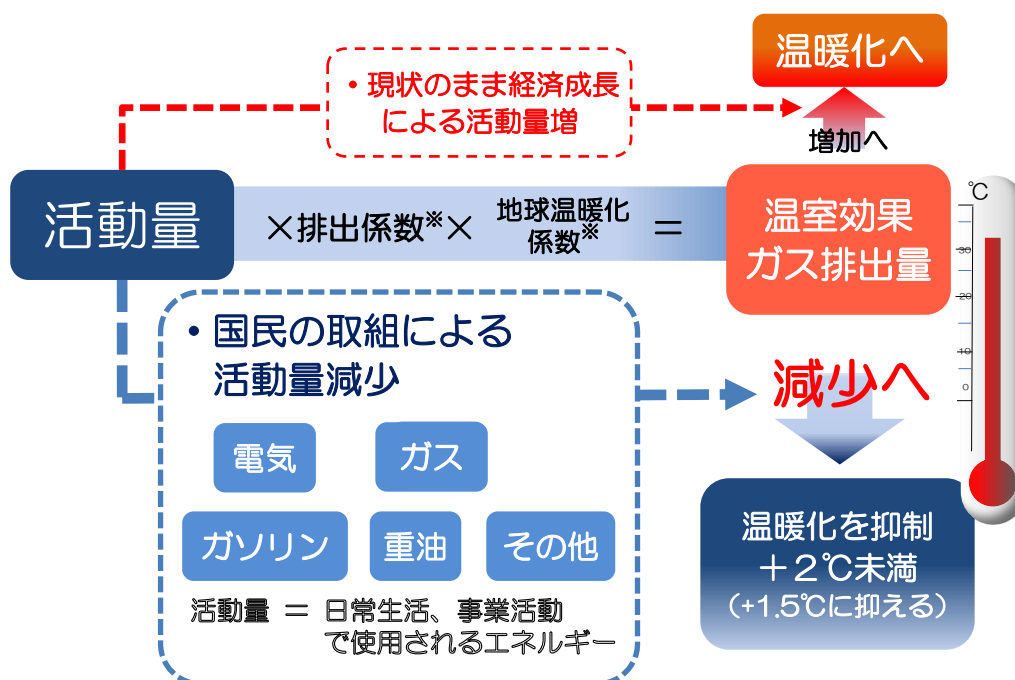 温暖化へ
・現状のまま経済成長
による活動量増
増加へ
活動量
×排出係数※×
地球温暖化
係数※
＝
温室効果
ガス排出量
℃
30
20
10
0
・国民の取組による
活動量減少
減少へ
電気
ガス
ガソリン
重油
その他
活動量 ＝ 日常生活、事業活動
で使用されるエネルギー
温暖化を抑制
＋２℃未満
（+1.5℃に抑える）